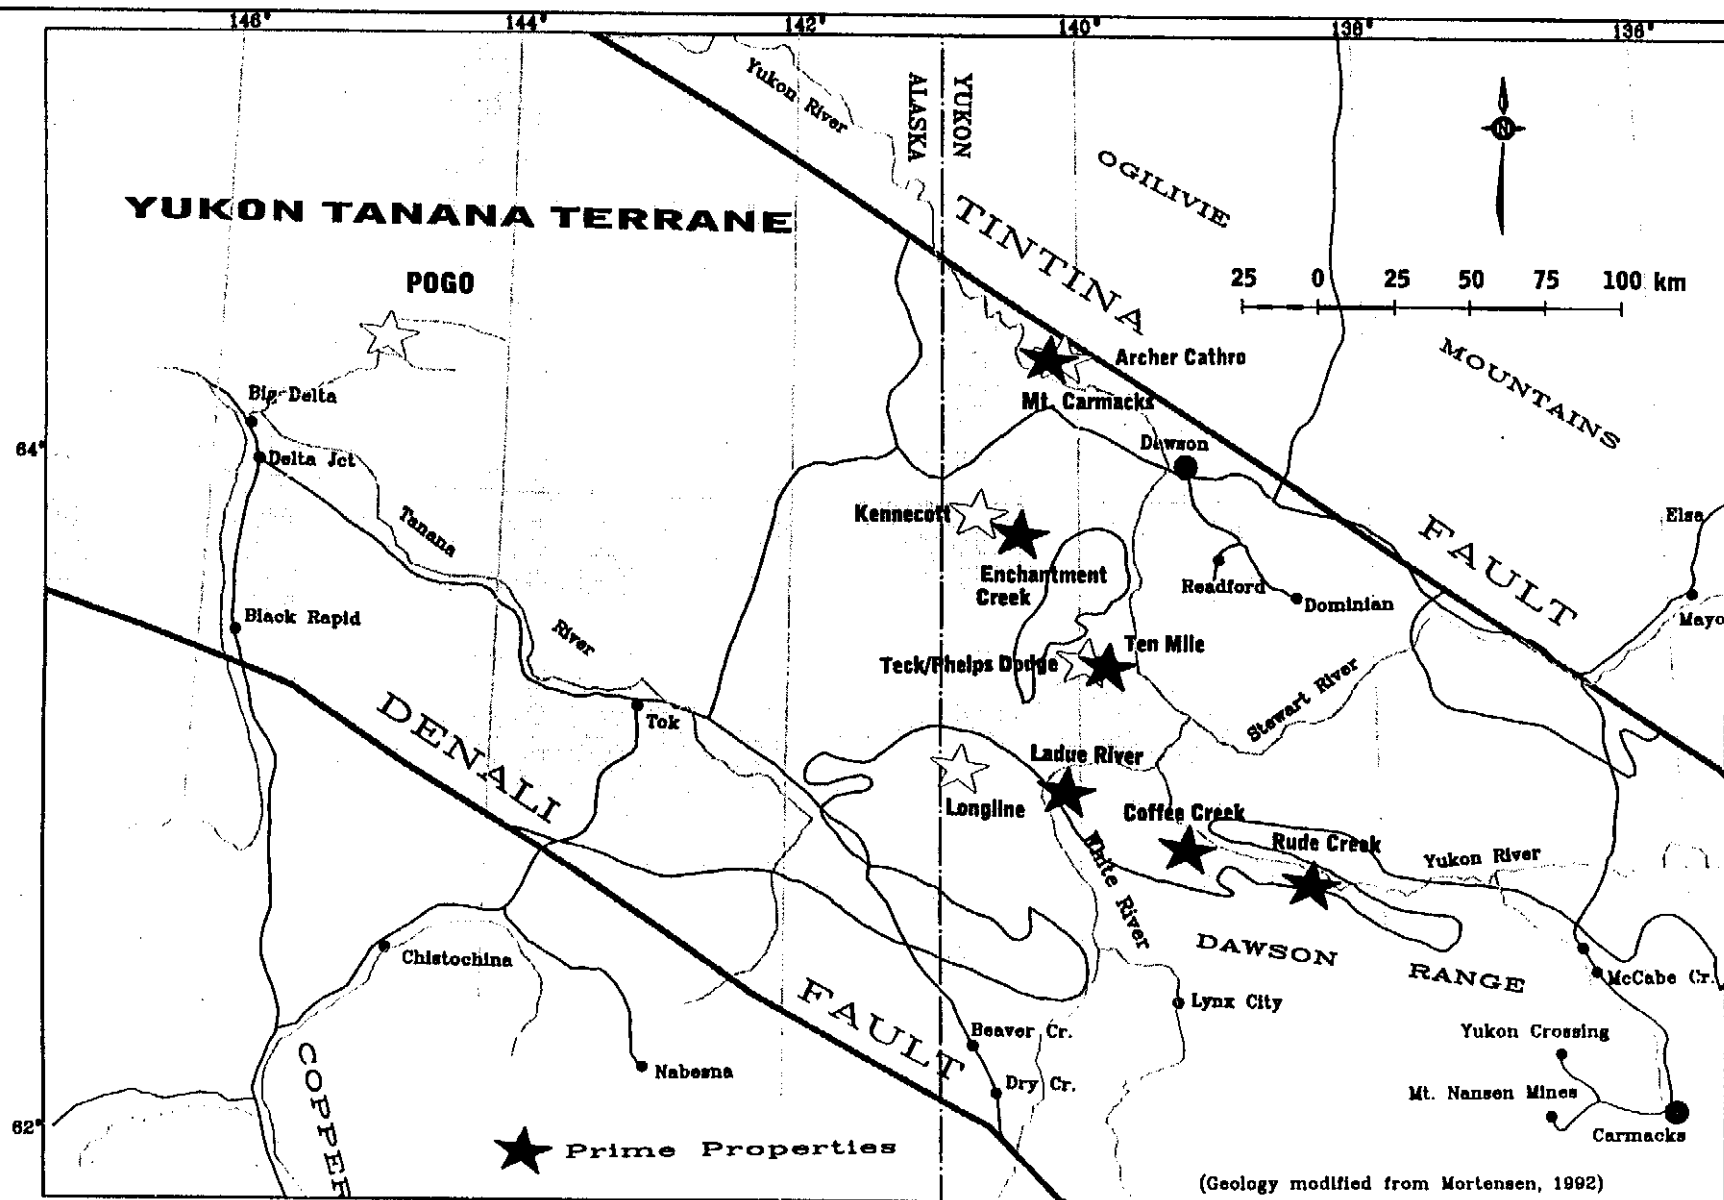 146°
144°
142°
140°
138°
136°
Yukon River
ALASKA
YUKON
OGILIVIE
N
YUKON TANANA TERRANE
TINTINA
POGO
25 0 25 50 75 100 km
Archer Cathro
MOUNTAINS
Big Delta
Mt. Carmacks
64°
Delta Jct
Dawson
Tanana
Kennecott
FAULT
Elsa
Enchantment
Creek
Readford
Dominian
Black Rapid
Mayo
River
Ten Mile
Teck/Phelps Dodge
Stewart River
DENALI
Tok
Ladue River
Longline
Coffee Creek
Rude Creek
White River
Yukon River
Chistochina
DAWSON
RANGE
McCabe Cr.
FAULT
Lynx City
Beaver Cr.
Yukon Crossing
COPPER
Nabesna
Dry Cr.
Mt. Nansen Mines
62°
Carmacks
Prime Properties
(Geology modified from Mortensen, 1992)